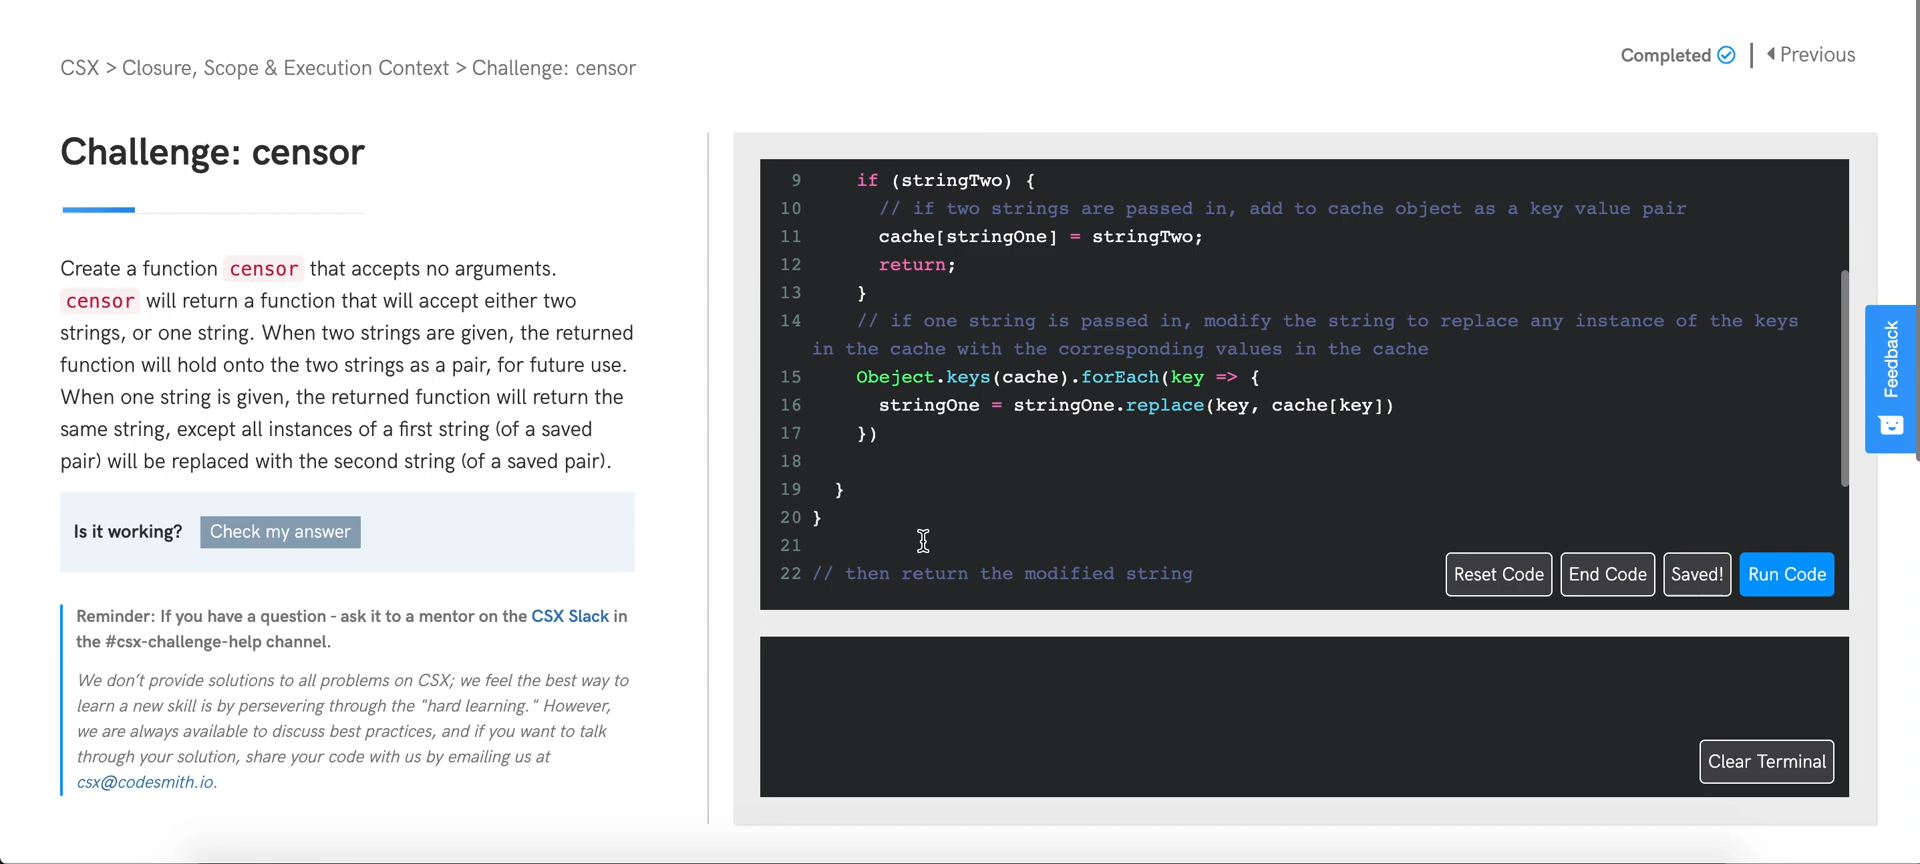 CSX > Closure, Scope & Execution Context > Challenge: censor
Completed
Previous
Challenge: censor
Create a function censor that accepts no arguments.
censor will return a function that will accept either two
strings, or one string. When two strings are given, the returned
function will hold onto the two strings as a pair, for future use.
When one string is given, the returned function will return the
same string, except all instances of a first string (of a saved
pair) will be replaced with the second string (of a saved pair).
Is it working? Check my answer
Reminder: If you have a question - ask it to a mentor on the CSX Slack in
the #csx-challenge-help channel.
We don't provide solutions to all problems on CSX; we feel the best way to
learn a new skill is by persevering through the "hard learning." However,
we are always available to discuss best practices, and if you want to talk
through your solution, share your code with us by emailing us at
csx@codesmith.io.
9 if (stringTwo) {
10 // if two strings are passed in, add to cache object as a key value pair
11 cache[stringOne] = stringTwo;
12 return;
13 }
14 // if one string is passed in, modify the string to replace any instance of the keys
in the cache with the corresponding values in the cache
15 Obeject.keys(cache).forEach(key => {
16 stringOne = stringOne.replace(key, cache[key])
17 })
18
19 }
20 }
21
22 // then return the modified string
Reset Code
End Code
Saved!
Run Code
Clear Terminal
Feedback